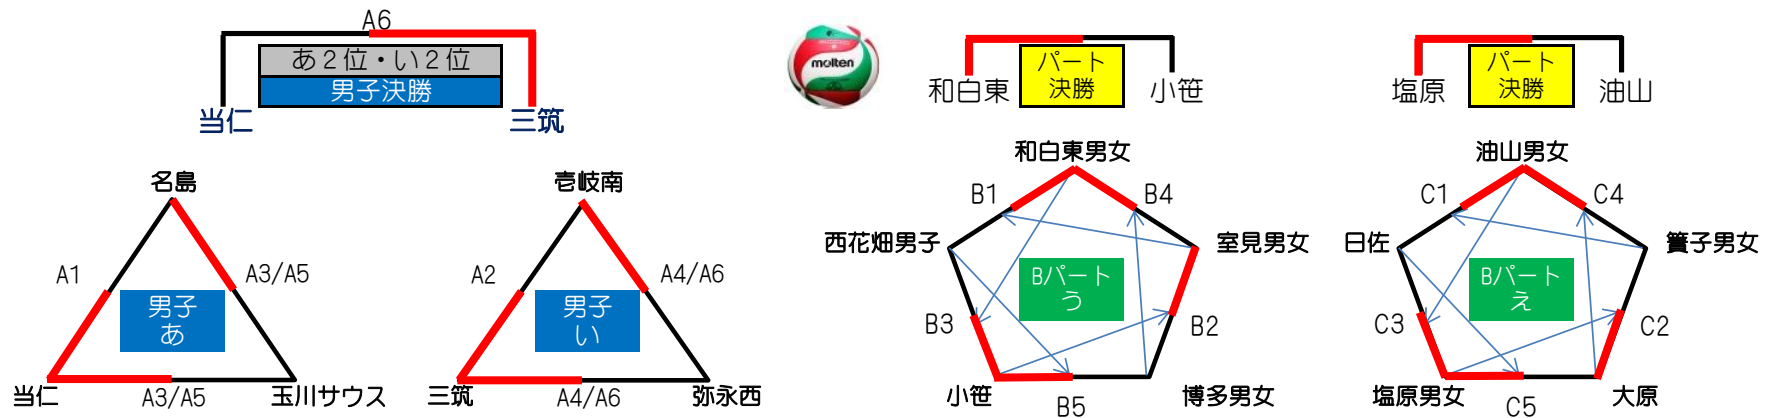 A6
あ2位・い2位
男子決勝
当仁
三筑
molten
パート
決勝
和白東
小笹
パート
決勝
塩原
油山
名島
A1
A3/A5
男子
あ
当仁
A3/A5
玉川サウス
壱岐南
A2
A4/A6
男子
い
三筑
A4/A6
弥永西
和白東男女
B1
B4
西花畑男子
室見男女
Bパート
う
B3
B2
小笹
B5
博多男女
油山男女
C1
C4
日佐
簀子男女
Bパート
え
C3
C2
塩原男女
C5
大原